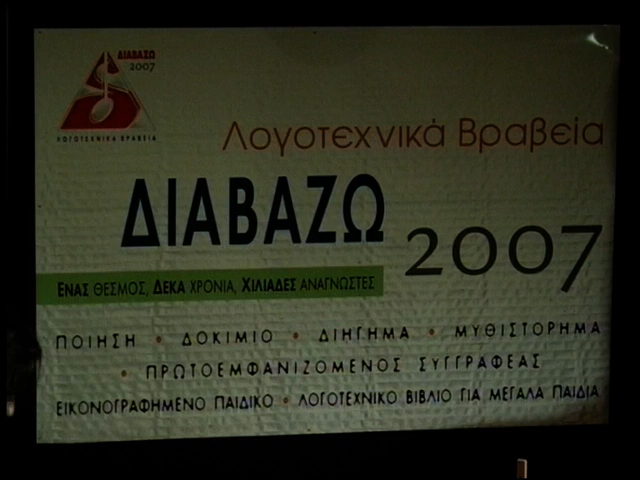 ΔΙΑΒΑΖΩ
2007
ΛΟΓΟΤΕΧΝΙΚΑ ΒΡΑΒΕΙΑ
Λογοτεχνικά Βραβεία
ΔΙΑΒΑΖΩ 2007
ΕΝΑΣ ΘΕΣΜΟΣ, ΔΕΚΑ ΧΡΟΝΙΑ, ΧΙΛΙΑΔΕΣ ΑΝΑΓΝΩΣΤΕΣ
ΠΟΙΗΣΗ • ΔΟΚΙΜΙΟ • ΔΙΗΓΗΜΑ • ΜΥΘΙΣΤΟΡΗΜΑ
• ΠΡΩΤΟΕΜΦΑΝΙΖΟΜΕΝΟΣ ΣΥΓΓΡΑΦΕΑΣ
ΕΙΚΟΝΟΓΡΑΦΗΜΕΝΟ ΠΑΙΔΙΚΟ • ΛΟΓΟΤΕΧΝΙΚΟ ΒΙΒΛΙΟ ΓΙΑ ΜΕΓΑΛΑ ΠΑΙΔΙΑ